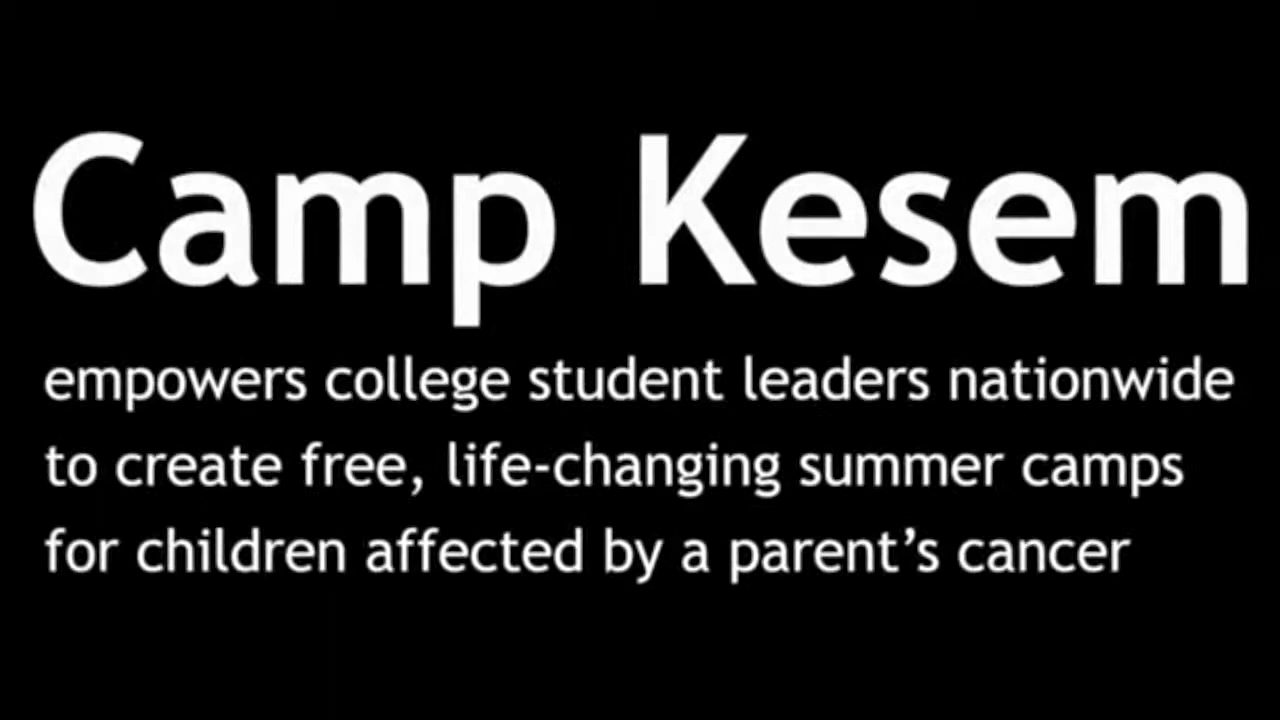 Camp Kesem
empowers college student leaders nationwide
to create free, life-changing summer camps
for children affected by a parent’s cancer